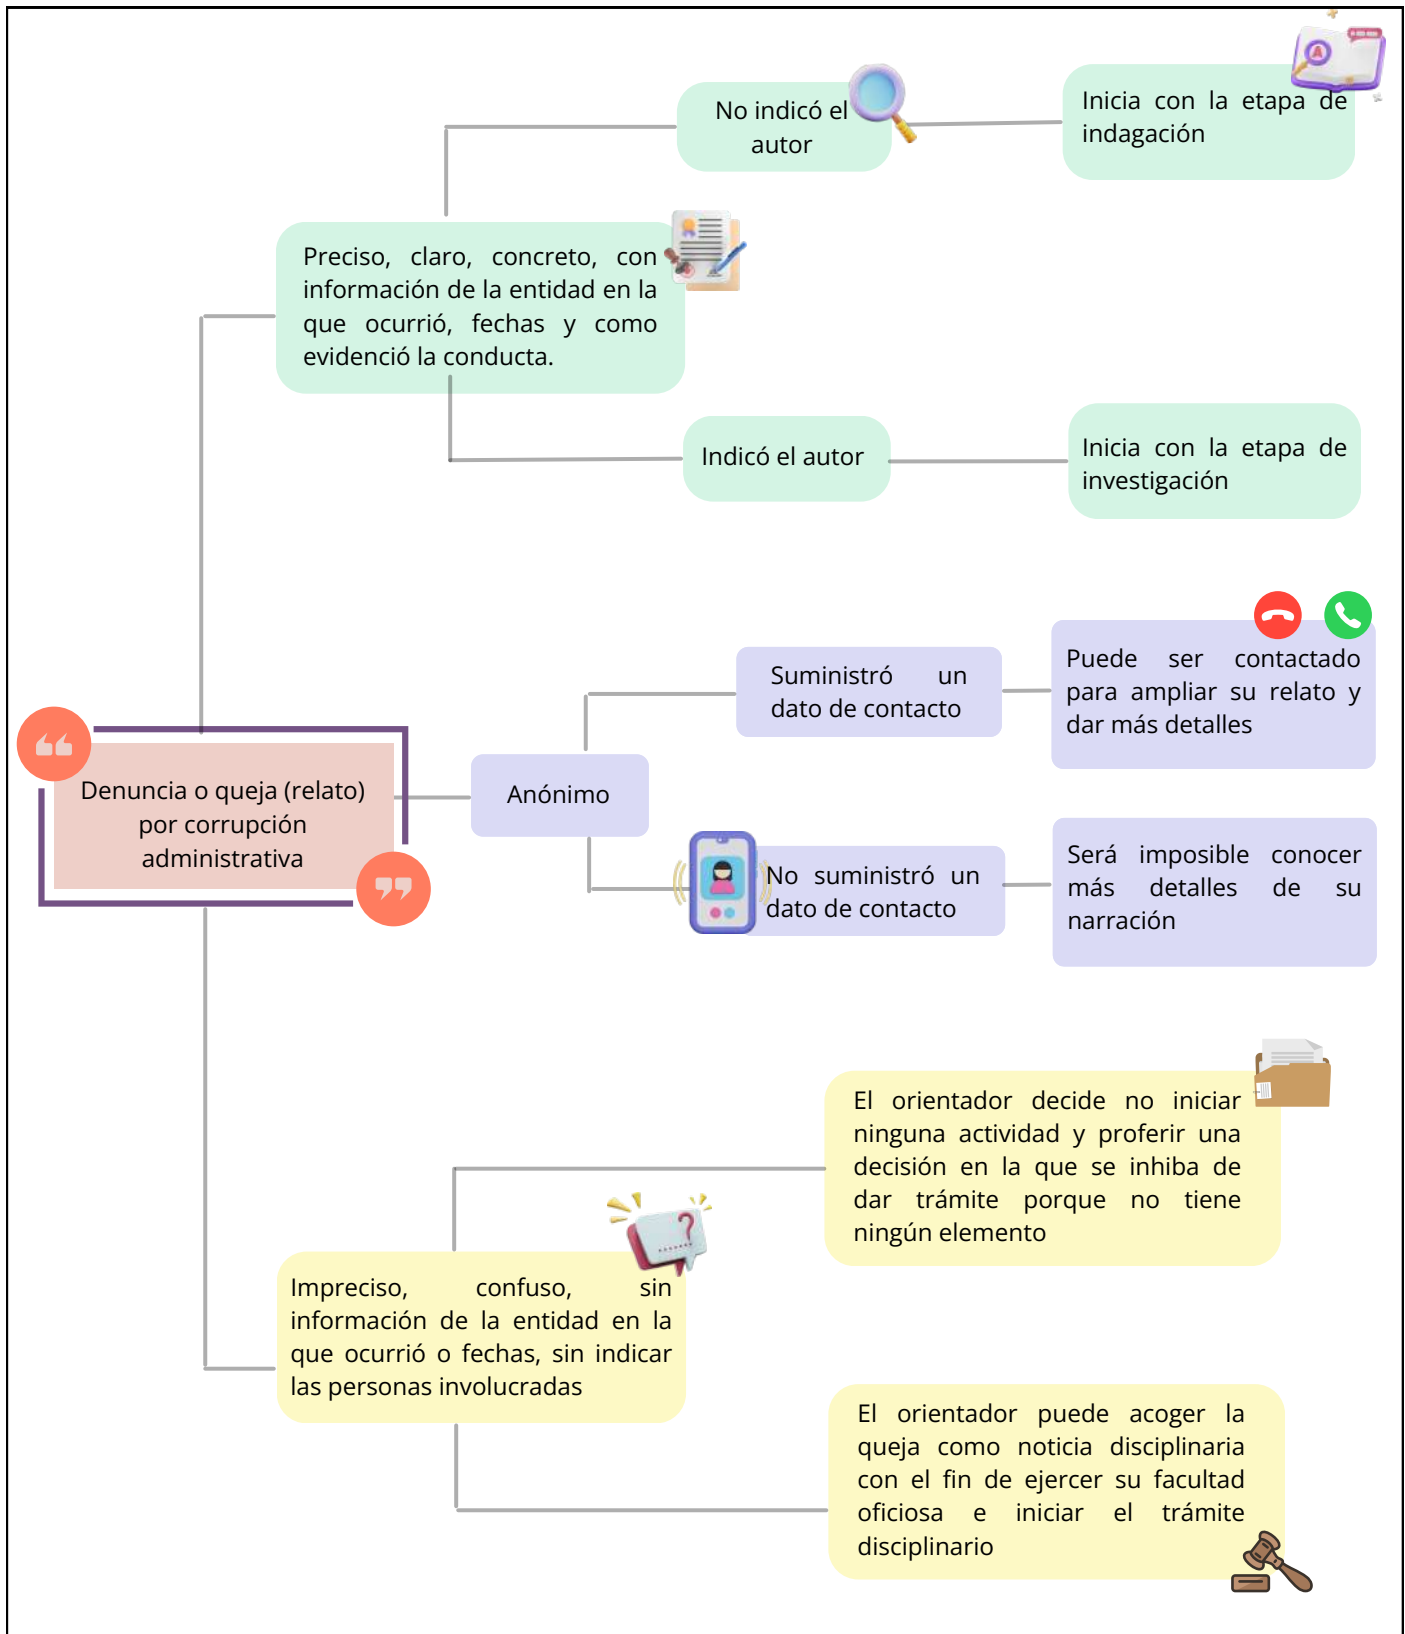 No indicó el
autor
Inicia con la etapa de
indagación
Preciso, claro, concreto, con
información de la entidad en la
que ocurrió, fechas y como
evidenció la conducta.
Indicó el autor
Inicia con la etapa de
investigación
Suministró un
dato de contacto
Puede ser contactado
para ampliar su relato y
dar más detalles
Denuncia o queja (relato)
por corrupción
administrativa
Anónimo
No suministró un
dato de contacto
Será imposible conocer
más detalles de su
narración
El orientador decide no iniciar
ninguna actividad y proferir una
decisión en la que se inhiba de
dar trámite porque no tiene
ningún elemento
Impreciso, confuso, sin
información de la entidad en la
que ocurrió o fechas, sin indicar
las personas involucradas
El orientador puede acoger la
queja como noticia disciplinaria
con el fin de ejercer su facultad
oficiosa e iniciar el trámite
disciplinario